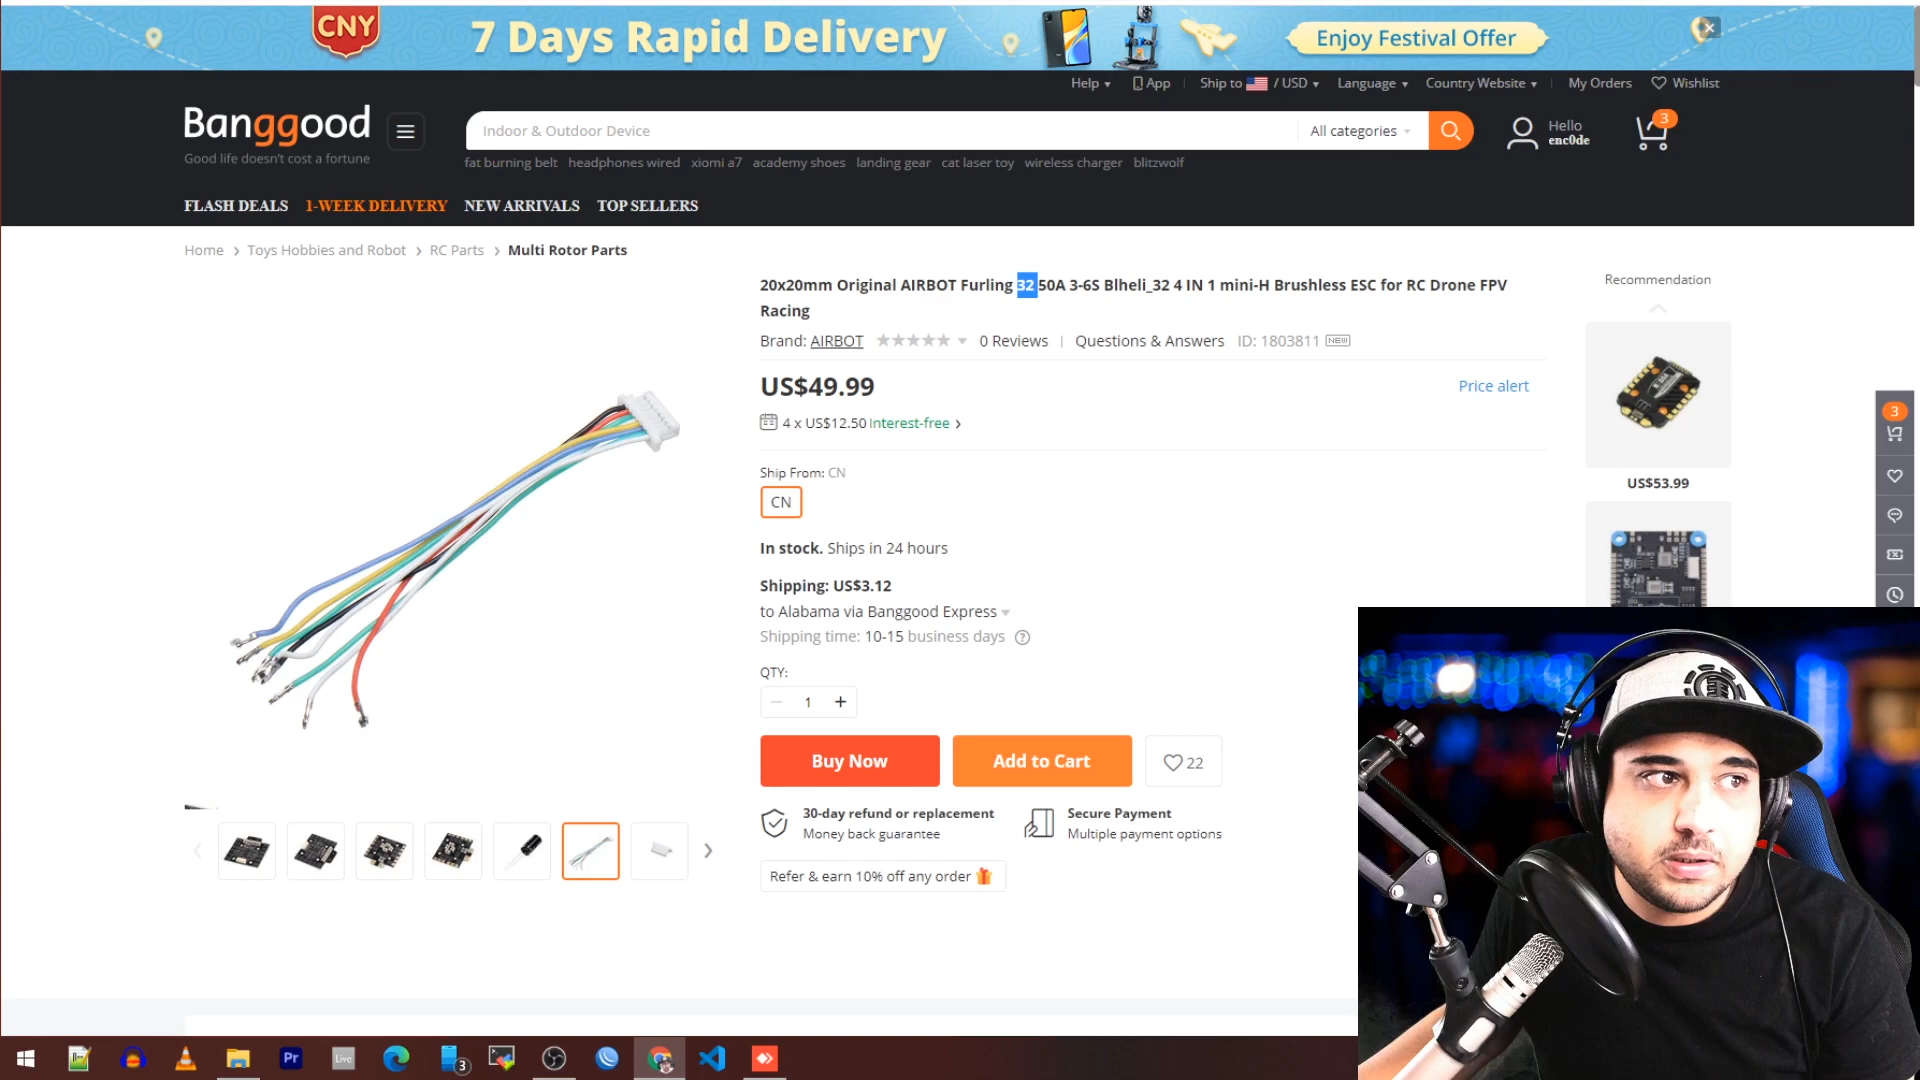 CNY
7 Days Rapid Delivery
Enjoy Festival Offer
Help
App
Ship to / USD
Language
Country Website
My Orders
Wishlist
Banggood
Good life doesn't cost a fortune
Indoor & Outdoor Device
All categories
Hello
enc0de
3
fat burning belt headphones wired xiomi a7 academy shoes landing gear cat laser toy wireless charger blitzwolf
FLASH DEALS 1-WEEK DELIVERY NEW ARRIVALS TOP SELLERS
Home > Toys Hobbies and Robot > RC Parts > Multi Rotor Parts
20x20mm Original AIRBOT Furling 32 50A 3-6S Blheli_32 4 IN 1 mini-H Brushless ESC for RC Drone FPV
Racing
Brand: AIRBOT 0 Reviews | Questions & Answers ID: 1803811 NEW
US$49.99
Price alert
4 x US$12.50 Interest-free >
Ship From: CN
CN
In stock. Ships in 24 hours
Shipping: US$3.12
to Alabama via Banggood Express
Shipping time: 10-15 business days ?
QTY:
− 1 +
Buy Now
Add to Cart
22
30-day refund or replacement
Money back guarantee
Secure Payment
Multiple payment options
Refer & earn 10% off any order
Recommendation
US$53.99
3
Pr
Live
3